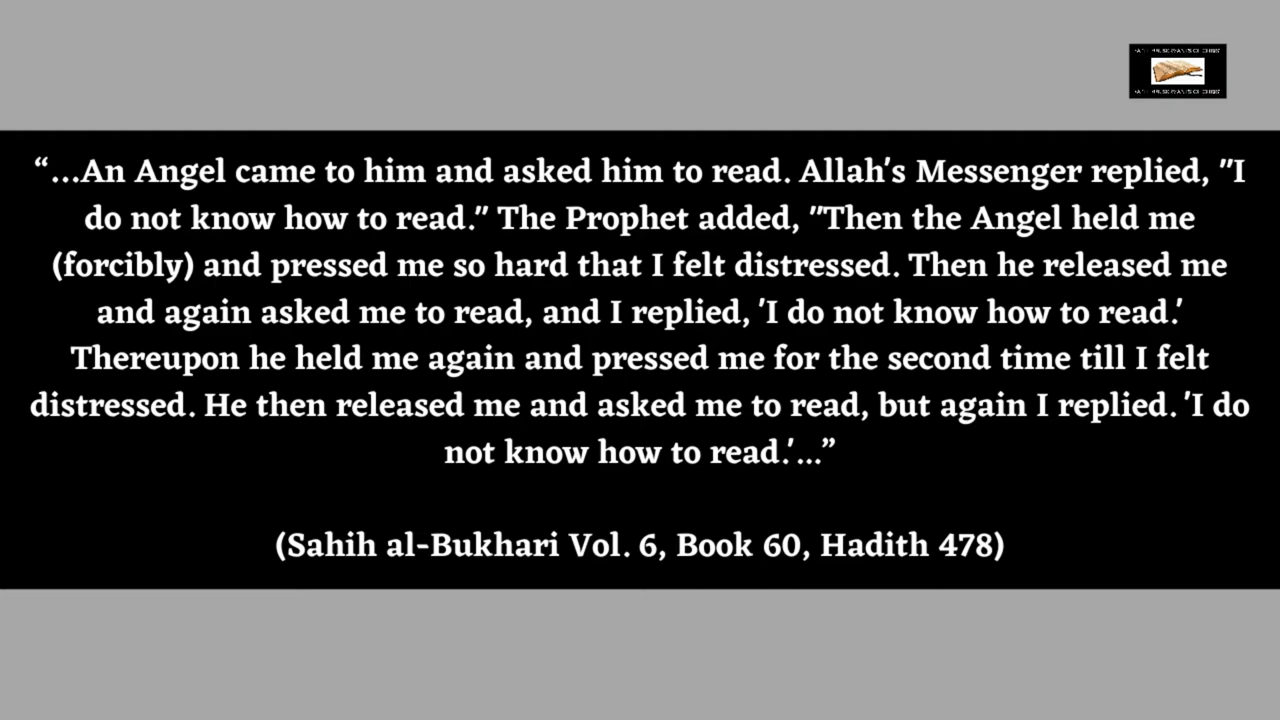 “...An Angel came to him and asked him to read. Allah's Messenger replied, "I
do not know how to read." The Prophet added, "Then the Angel held me
(forcibly) and pressed me so hard that I felt distressed. Then he released me
and again asked me to read, and I replied, 'I do not know how to read.'
Thereupon he held me again and pressed me for the second time till I felt
distressed. He then released me and asked me to read, but again I replied. 'I do
not know how to read.'...”
(Sahih al-Bukhari Vol. 6, Book 60, Hadith 478)